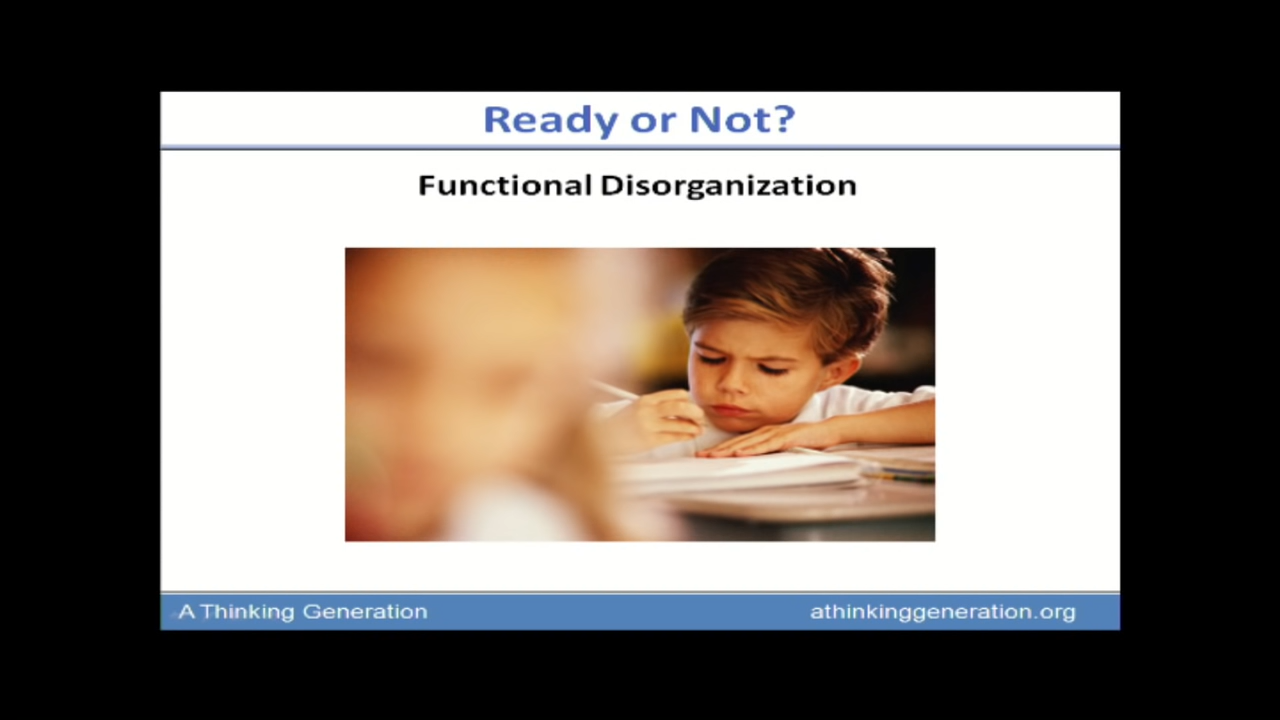 Ready or Not?
Functional Disorganization
A Thinking Generation
athinkinggeneration.org